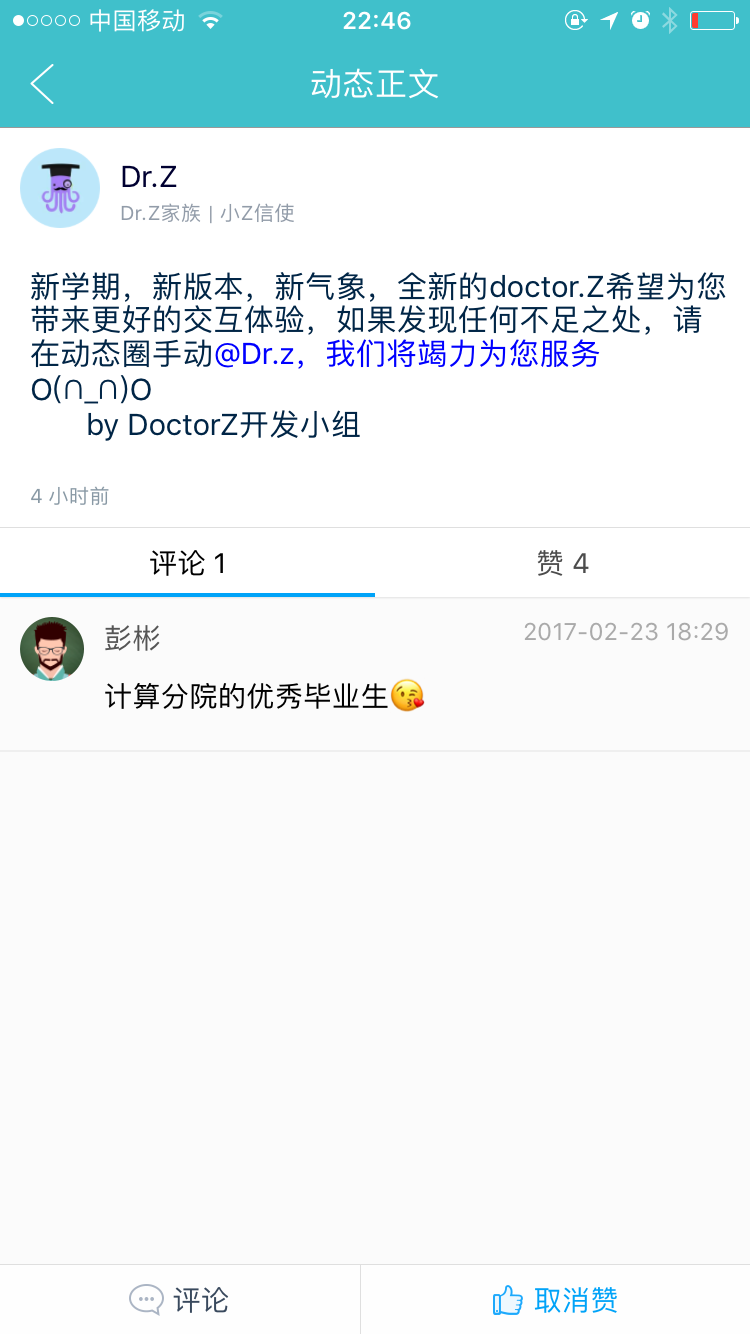 中国移动 22:46
动态正文
Dr.Z
Dr.Z家族 | 小Z信使
新学期，新版本，新气象，全新的doctor.Z希望为您
带来更好的交互体验，如果发现任何不足之处，请
在动态圈手动@Dr.z，我们将竭力为您服务
O(∩_∩)O
by DoctorZ开发小组
4 小时前
评论 1 赞 4
彭彬 2017-02-23 18:29
计算分院的优秀毕业生😘
评论 取消赞